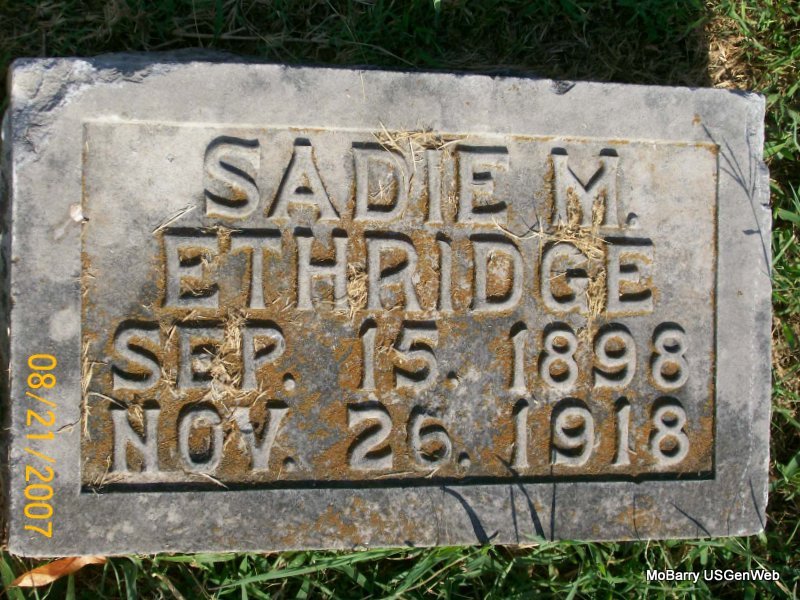 SADIE M.
ETHRIDGE
SEP. 15. 1898
NOV. 26. 1918
08/21/2007
MoBarry USGenWeb